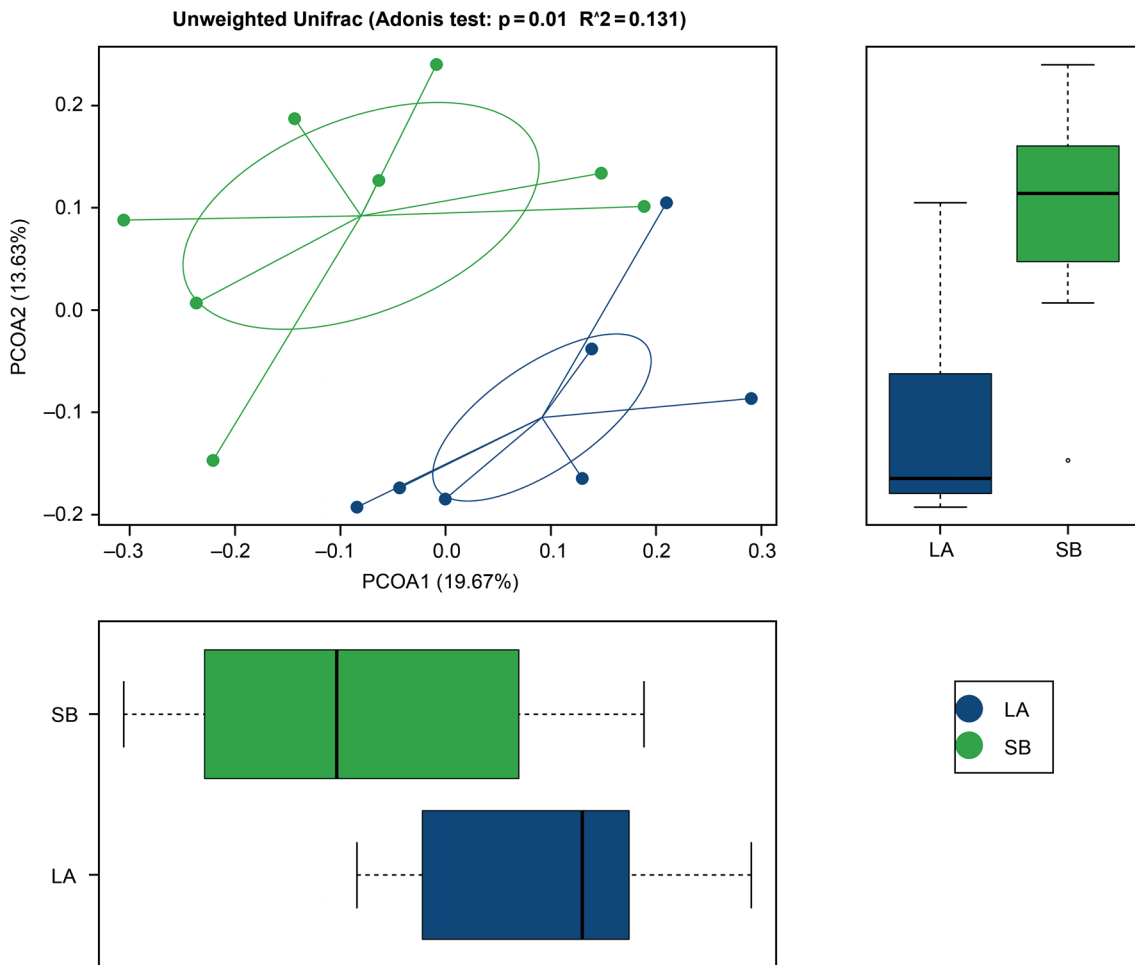 Unweighted Unifrac (Adonis test: p=0.01 R^2=0.131)
PCOA2 (13.63%)
0.2
0.1
0.0
–0.1
–0.2
–0.3 –0.2 –0.1 0.0 0.1 0.2 0.3
PCOA1 (19.67%)
LA SB
SB
LA
LA
SB